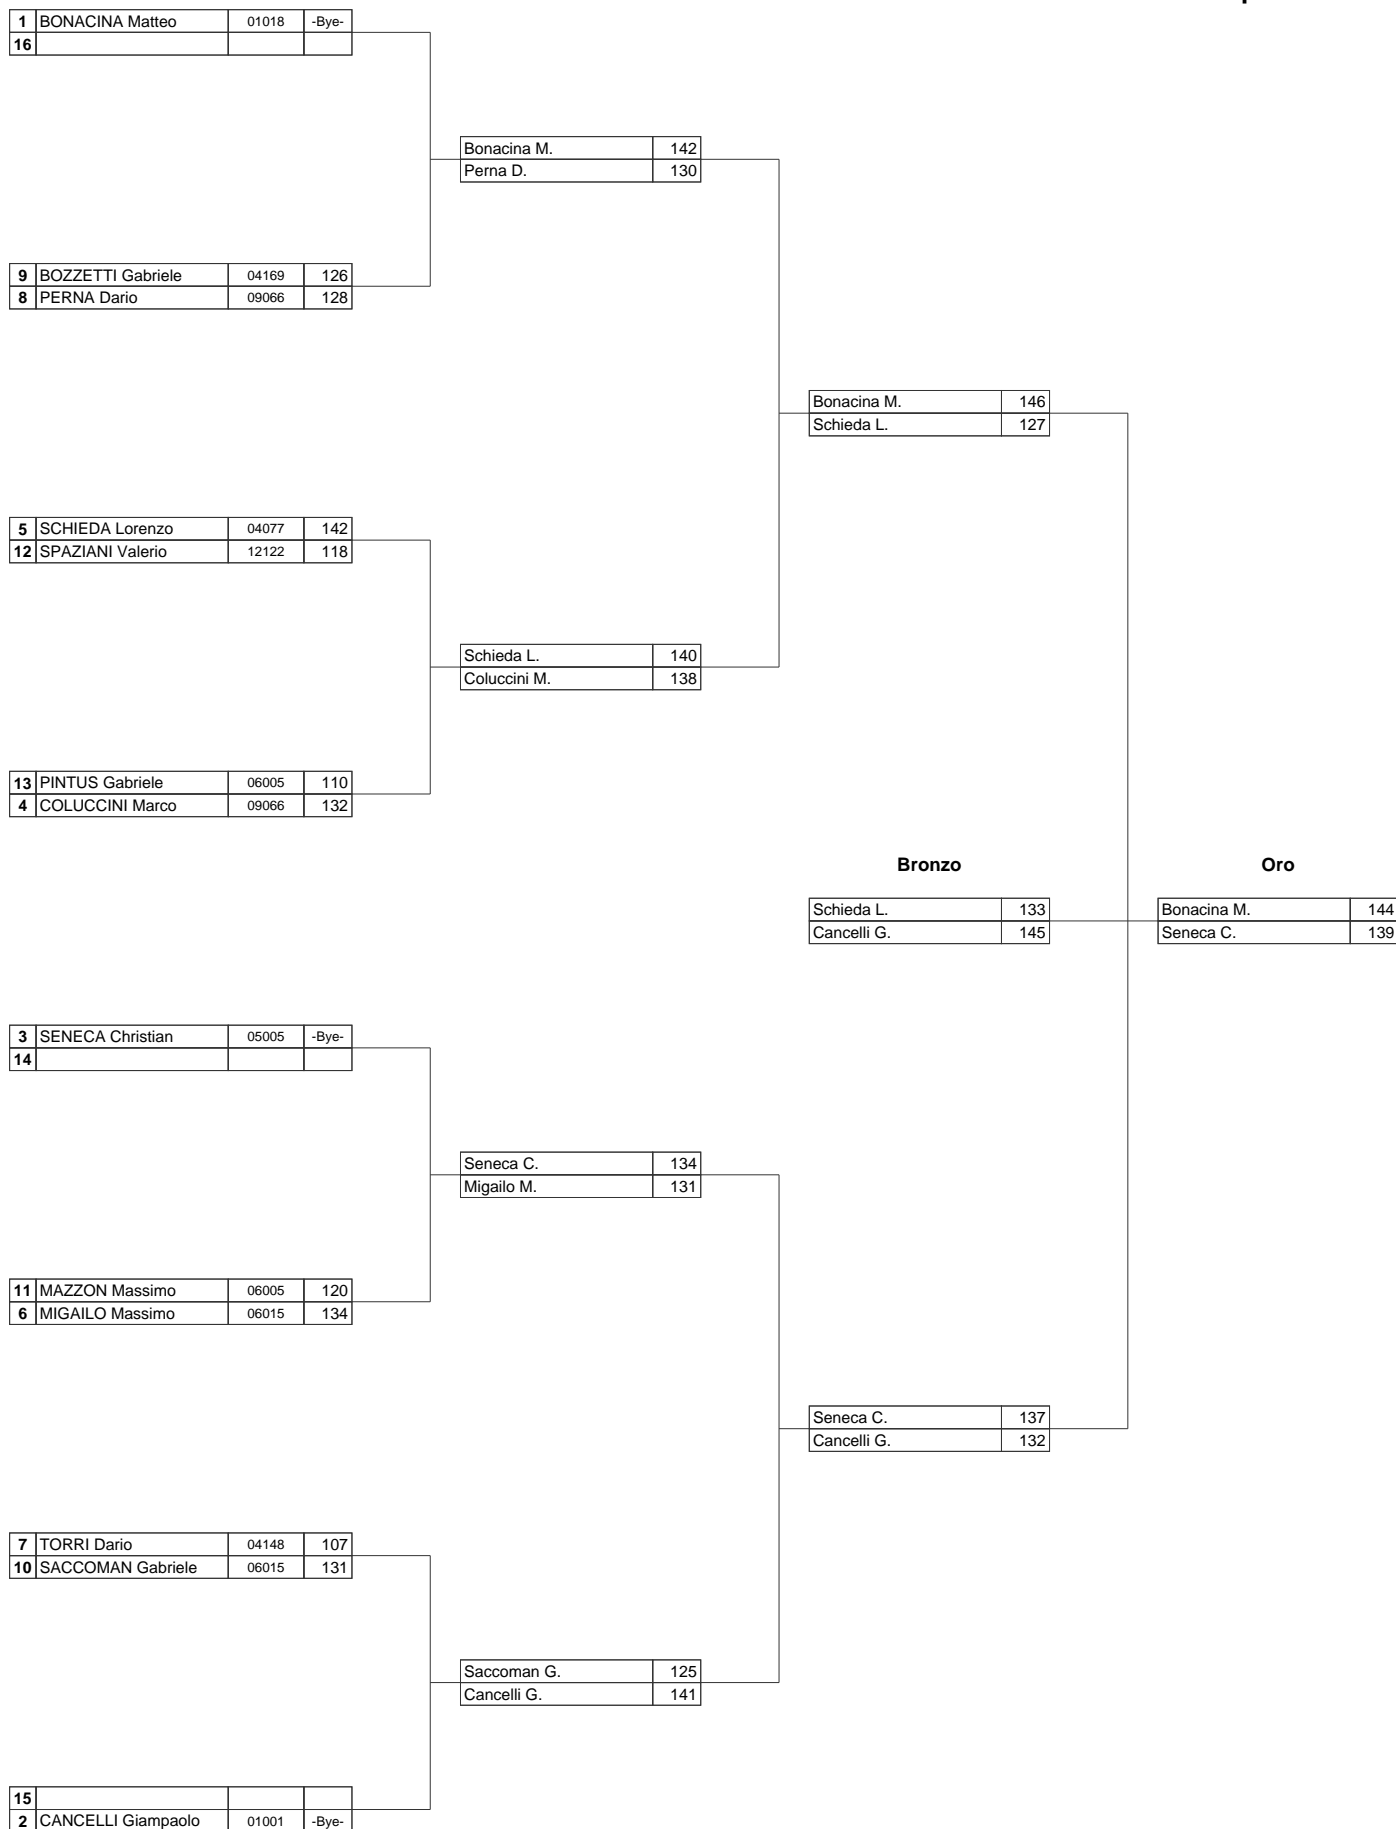 1 BONACINA Matteo 01018 -Bye-
16
Bonacina M. 142
Perna D. 130
9 BOZZETTI Gabriele 04169 126
8 PERNA Dario 09066 128
Bonacina M. 146
Schieda L. 127
5 SCHIEDA Lorenzo 04077 142
12 SPAZIANI Valerio 12122 118
Schieda L. 140
Coluccini M. 138
13 PINTUS Gabriele 06005 110
4 COLUCCINI Marco 09066 132
Bronzo Oro
Schieda L. 133 Bonacina M. 144
Cancelli G. 145 Seneca C. 139
3 SENECA Christian 05005 -Bye-
14
Seneca C. 134
Migailo M. 131
11 MAZZON Massimo 06005 120
6 MIGAILO Massimo 06015 134
Seneca C. 137
Cancelli G. 132
7 TORRI Dario 04148 107
10 SACCOMAN Gabriele 06015 131
Saccoman G. 125
Cancelli G. 141
15
2 CANCELLI Giampaolo 01001 -Bye-